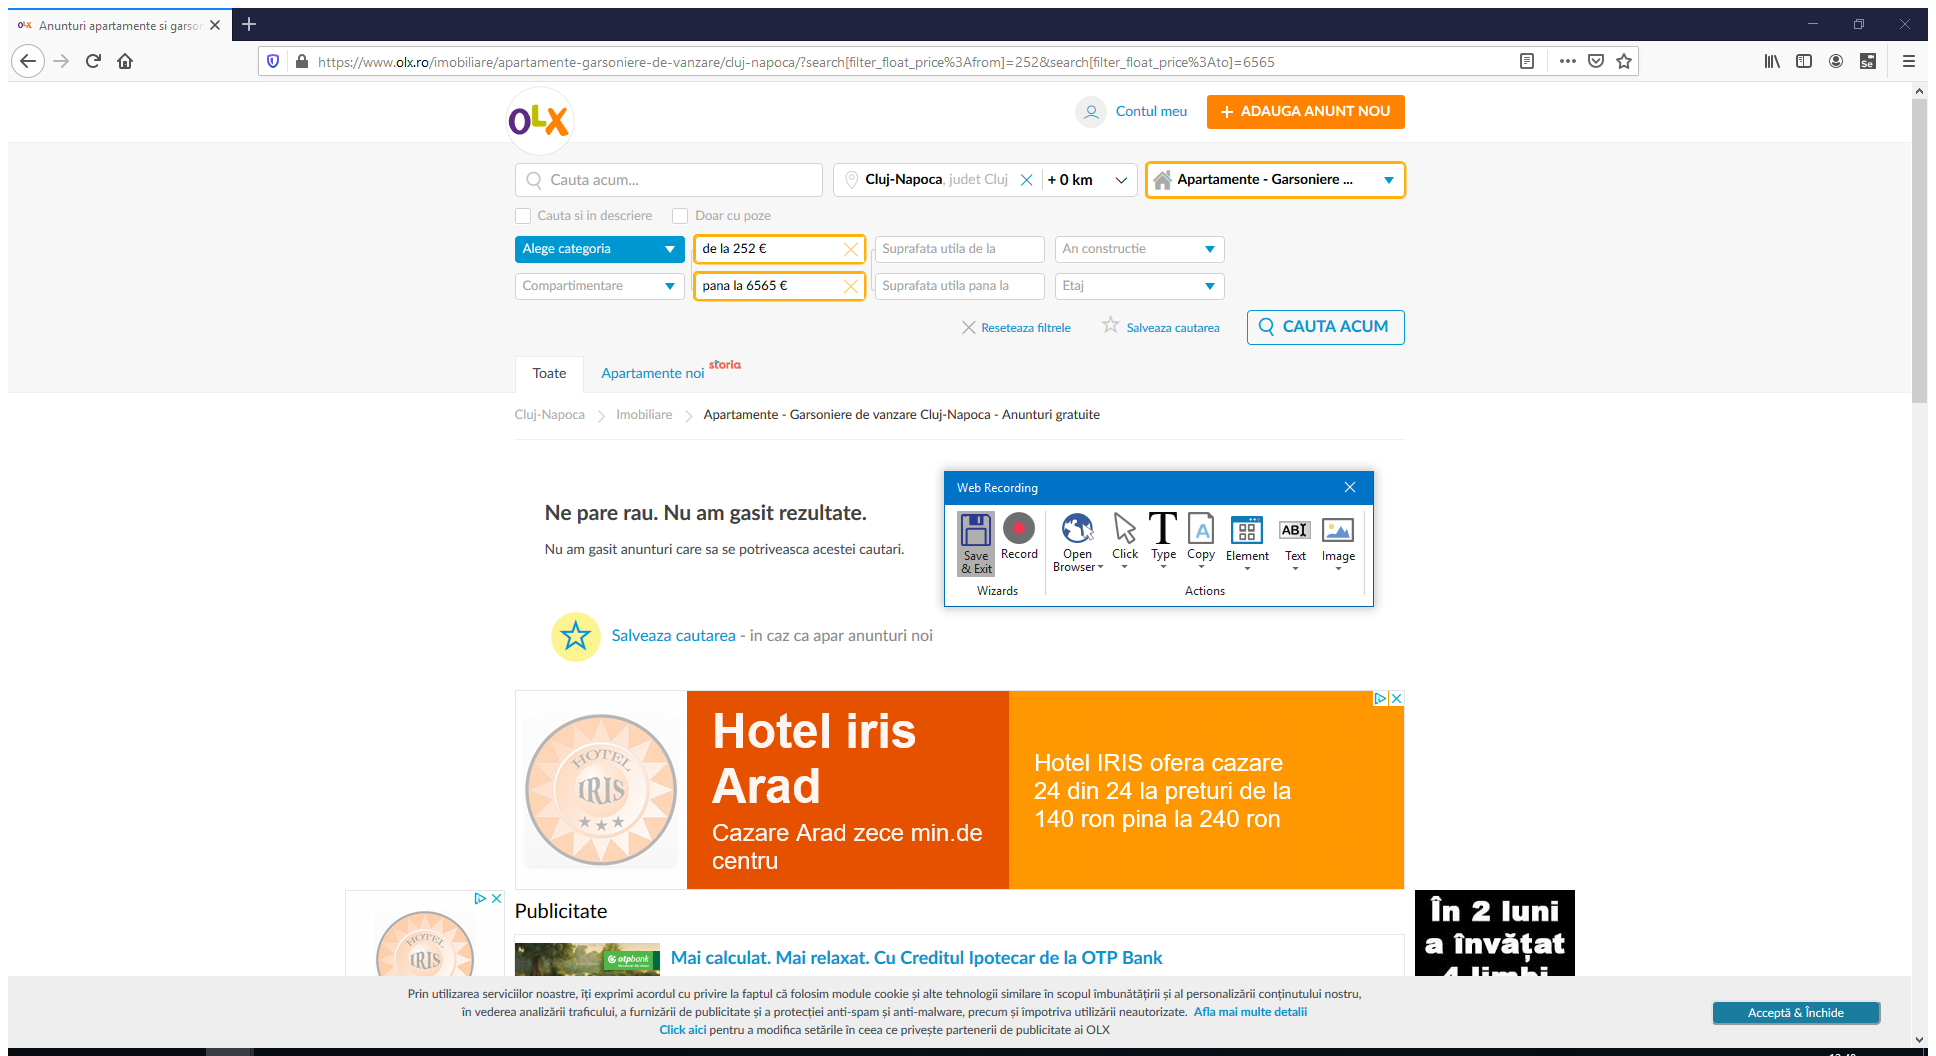 OLX Anunturi apartamente si garson
https://www.olx.ro/imobiliare/apartamente-garsoniere-de-vanzare/cluj-napoca/?search[filter_float_price%3Afrom]=252&search[filter_float_price%3Ato]=6565
Se
OLX
Contul meu
+ ADAUGA ANUNT NOU
Cauta acum...
Cluj-Napoca, judet Cluj
+ 0 km
Apartamente - Garsoniere ...
Cauta si in descriere
Doar cu poze
Alege categoria
de la 252 €
Suprafata utila de la
An constructie
Compartimentare
pana la 6565 €
Suprafata utila pana la
Etaj
Reseteaza filtrele
Salveaza cautarea
CAUTA ACUM
Toate
Apartamente noi
storia
Cluj-Napoca
Imobiliare
Apartamente - Garsoniere de vanzare Cluj-Napoca - Anunturi gratuite
Ne pare rau. Nu am gasit rezultate.
Nu am gasit anunturi care sa se potriveasca acestei cautari.
Web Recording
Save
& Exit
Record
Open
Browser
Click
T
Type
A
Copy
Element
AB
Text
Image
Wizards
Actions
Salveaza cautarea - in caz ca apar anunturi noi
HOTEL
IRIS
Hotel iris
Arad
Cazare Arad zece min.de
centru
Hotel IRIS ofera cazare
24 din 24 la preturi de la
140 ron pina la 240 ron
HOTEL
IRIS
Publicitate
otpbank
Mai calculat. Mai relaxat. Cu Creditul Ipotecar de la OTP Bank
În 2 luni
a învățat
4 limbi
Prin utilizarea serviciilor noastre, îți exprimi acordul cu privire la faptul că folosim module cookie și alte tehnologii similare în scopul îmbunătățirii și al personalizării conținutului nostru,
în vederea analizării traficului, a furnizării de publicitate și a protecției anti-spam și anti-malware, precum și împotriva utilizării neautorizate. Afla mai multe detalii
Click aici pentru a modifica setările în ceea ce privește partenerii de publicitate ai OLX
Acceptă & Închide